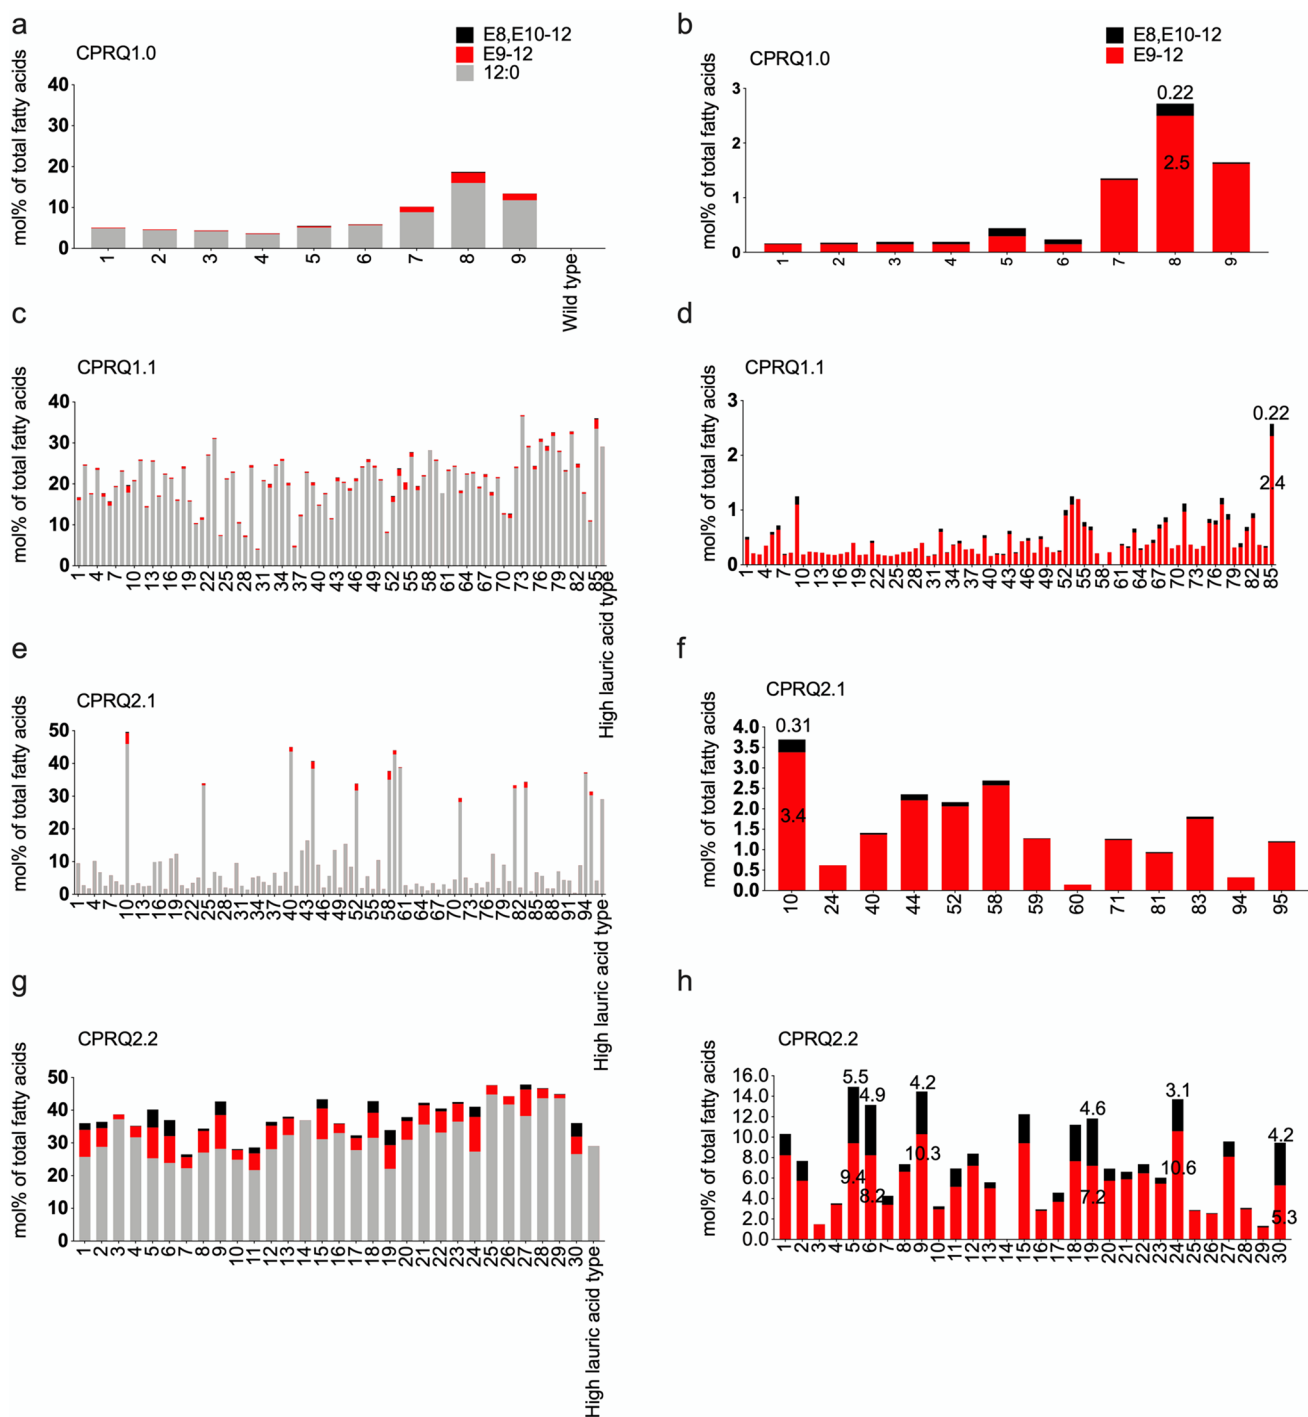 a
CPRQ1.0
E8,E10-12
E9-12
12:0
mol% of total fatty acids
40
30
20
10
0
1 2 3 4 5 6 7 8 9 Wild type
b
CPRQ1.0
E8,E10-12
E9-12
mol% of total fatty acids
3
2
1
0
0.22
2.5
1 2 3 4 5 6 7 8 9
c
CPRQ1.1
mol% of total fatty acids
40
30
20
10
0
1 4 7 10 13 16 19 22 25 28 31 34 37 40 43 46 49 52 55 58 61 64 67 70 73 76 79 82 85 High lauric acid type
d
CPRQ1.1
mol% of total fatty acids
3
2
1
0
0.22
2.4
1 4 7 10 13 16 19 22 25 28 31 34 37 40 43 46 49 52 55 58 61 64 67 70 73 76 79 82 85
e
CPRQ2.1
mol% of total fatty acids
50
40
30
20
10
0
1 4 7 10 13 16 19 22 25 28 31 34 37 40 43 46 49 52 55 58 61 64 67 70 73 76 79 82 85 88 91 94 High lauric acid type
f
CPRQ2.1
mol% of total fatty acids
4.0
3.5
3.0
2.5
2.0
1.5
1.0
0.5
0.0
0.31
3.4
10 24 40 44 52 58 59 60 71 81 83 94 95
g
CPRQ2.2
mol% of total fatty acids
50
40
30
20
10
0
1 2 3 4 5 6 7 8 9 10 11 12 13 14 15 16 17 18 19 20 21 22 23 24 25 26 27 28 29 30 High lauric acid type
h
CPRQ2.2
mol% of total fatty acids
16.0
14.0
12.0
10.0
8.0
6.0
4.0
2.0
0.0
5.5 4.9 4.2 4.6 3.1 4.2
9.4 8.2 10.3 7.2 10.6 5.3
1 2 3 4 5 6 7 8 9 10 11 12 13 14 15 16 17 18 19 20 21 22 23 24 25 26 27 28 29 30